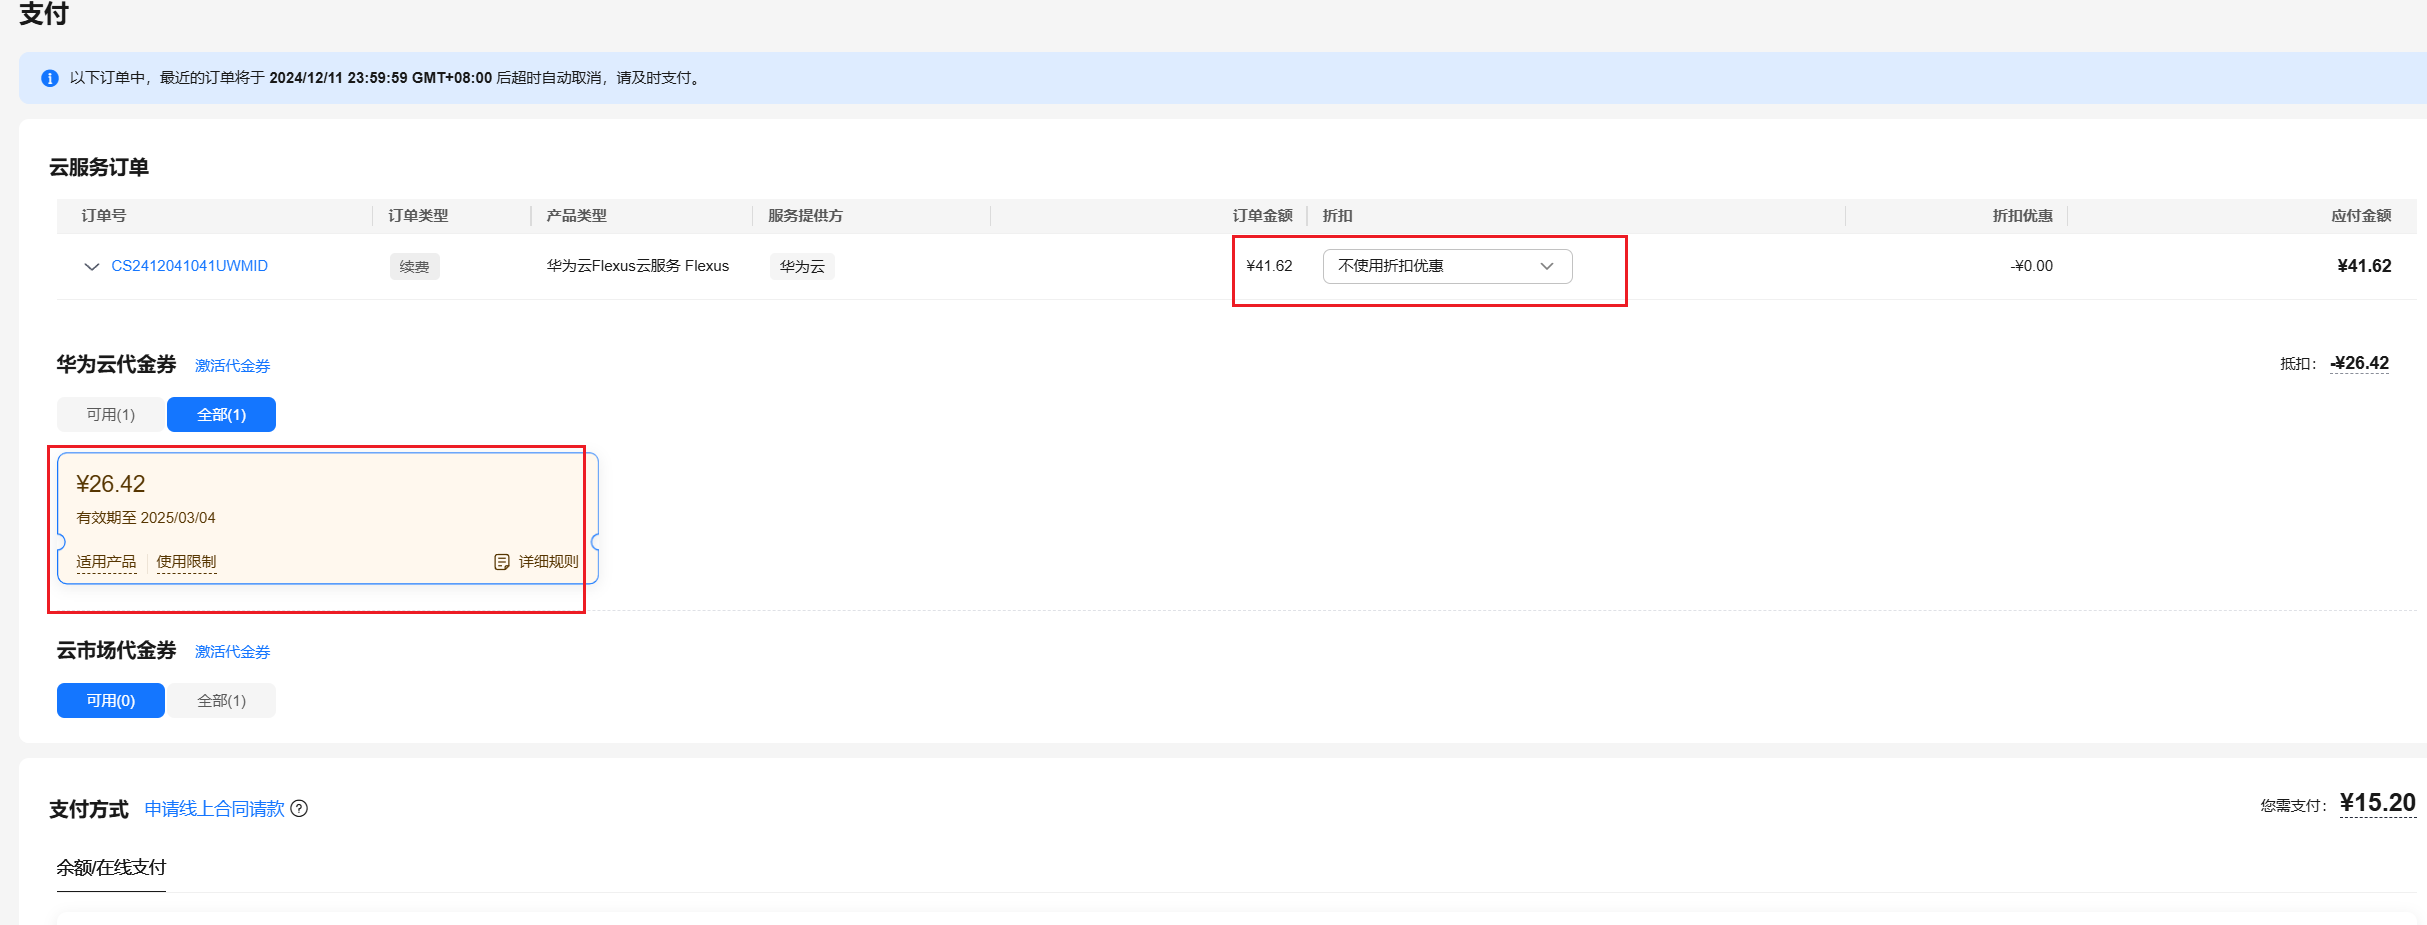 支付
以下订单中，最近的订单将于 2024/12/11 23:59:59 GMT+08:00 后超时自动取消，请及时支付。
云服务订单
订单号 订单类型 产品类型 服务提供方 订单金额 折扣 折扣优惠 应付金额
CS2412041041UWMID 续费 华为云Flexus云服务 Flexus 华为云 ¥41.62 不使用折扣优惠 -¥0.00 ¥41.62
华为云代金券 激活代金券 抵扣： -¥26.42
可用(1) 全部(1)
¥26.42
有效期至 2025/03/04
适用产品 使用限制 详细规则
云市场代金券 激活代金券
可用(0) 全部(1)
支付方式 申请线上合同请款 ? 您需支付： ¥15.20
余额/在线支付